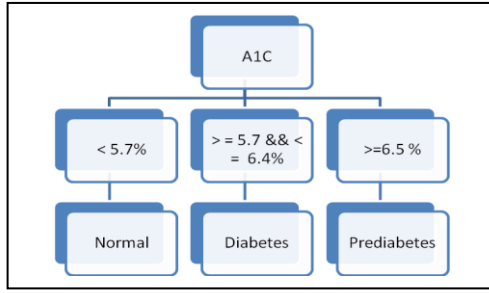 A1C
< 5.7%
> = 5.7 && <
= 6.4%
>=6.5 %
Normal
Diabetes
Prediabetes